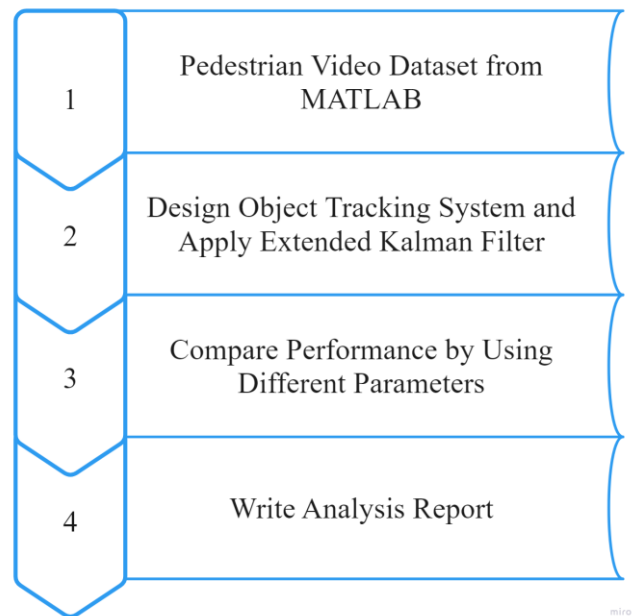 1
Pedestrian Video Dataset from
MATLAB
2
Design Object Tracking System and
Apply Extended Kalman Filter
3
Compare Performance by Using
Different Parameters
4
Write Analysis Report
miro